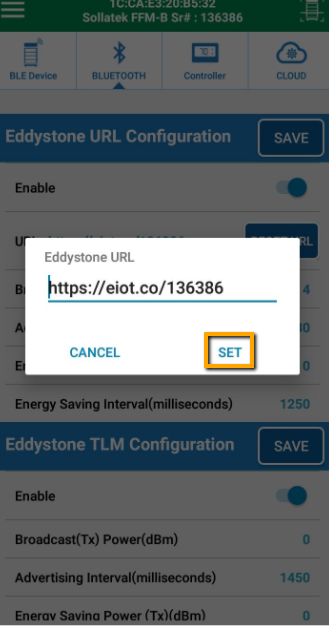 1C:CA:E3:20:B5:32
Sollatek FFM-B Sr# : 136386
BLE Device
BLUETOOTH
Controller
CLOUD
Eddystone URL Configuration
SAVE
Enable
Eddystone URL
https://eiot.co/136386
CANCEL
SET
Energy Saving Interval(milliseconds) 1250
Eddystone TLM Configuration
SAVE
Enable
Broadcast(Tx) Power(dBm) 0
Advertising Interval(milliseconds) 1450
Energy Saving Power (Tx)(dBm) 0